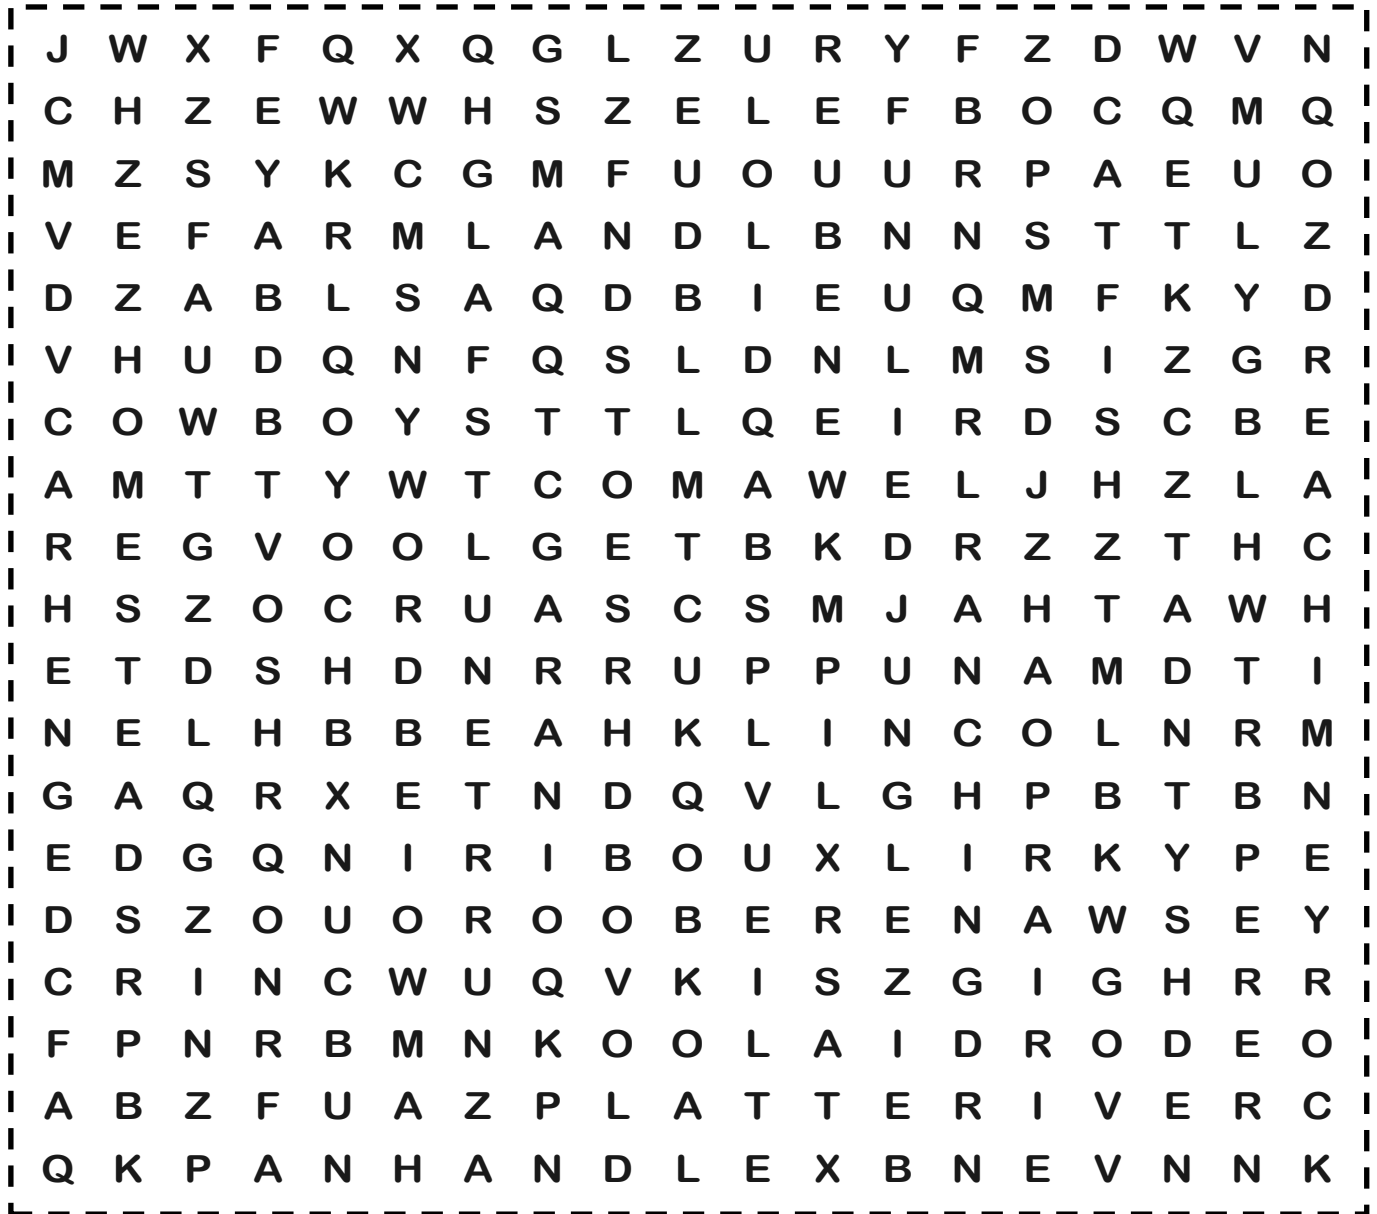 J W X F Q X Q G L Z U R Y F Z D W V N
C H Z E W W H S Z E L E F B O C Q M Q
M Z S Y K C G M F U O U U R P A E U O
V E F A R M L A N D L B N N S T T L Z
D Z A B L S A Q D B I E U Q M F K Y D
V H U D Q N F Q S L D N L M S I Z G R
C O W B O Y S T T L Q E I R D S C B E
A M T T Y W T C O M A W E L J H Z L A
R E G V O O L G E T B K D R Z Z T H C
H S Z O C R U A S C S M J A H T A W H
E T D S H D N R R U P P U N A M D T I
N E L H B B E A H K L I N C O L N R M
G A Q R X E T N D Q V L G H P B T B N
E D G Q N I R I B O U X L I R K Y P E
D S Z O U O R O O B E R E N A W S E Y
C R I N C W U Q V K I S Z G I G H R R
F P N R B M N K O O L A I D R O D E O
A B Z F U A Z P L A T T E R I V E R C
Q K P A N H A N D L E X B N E V N N K